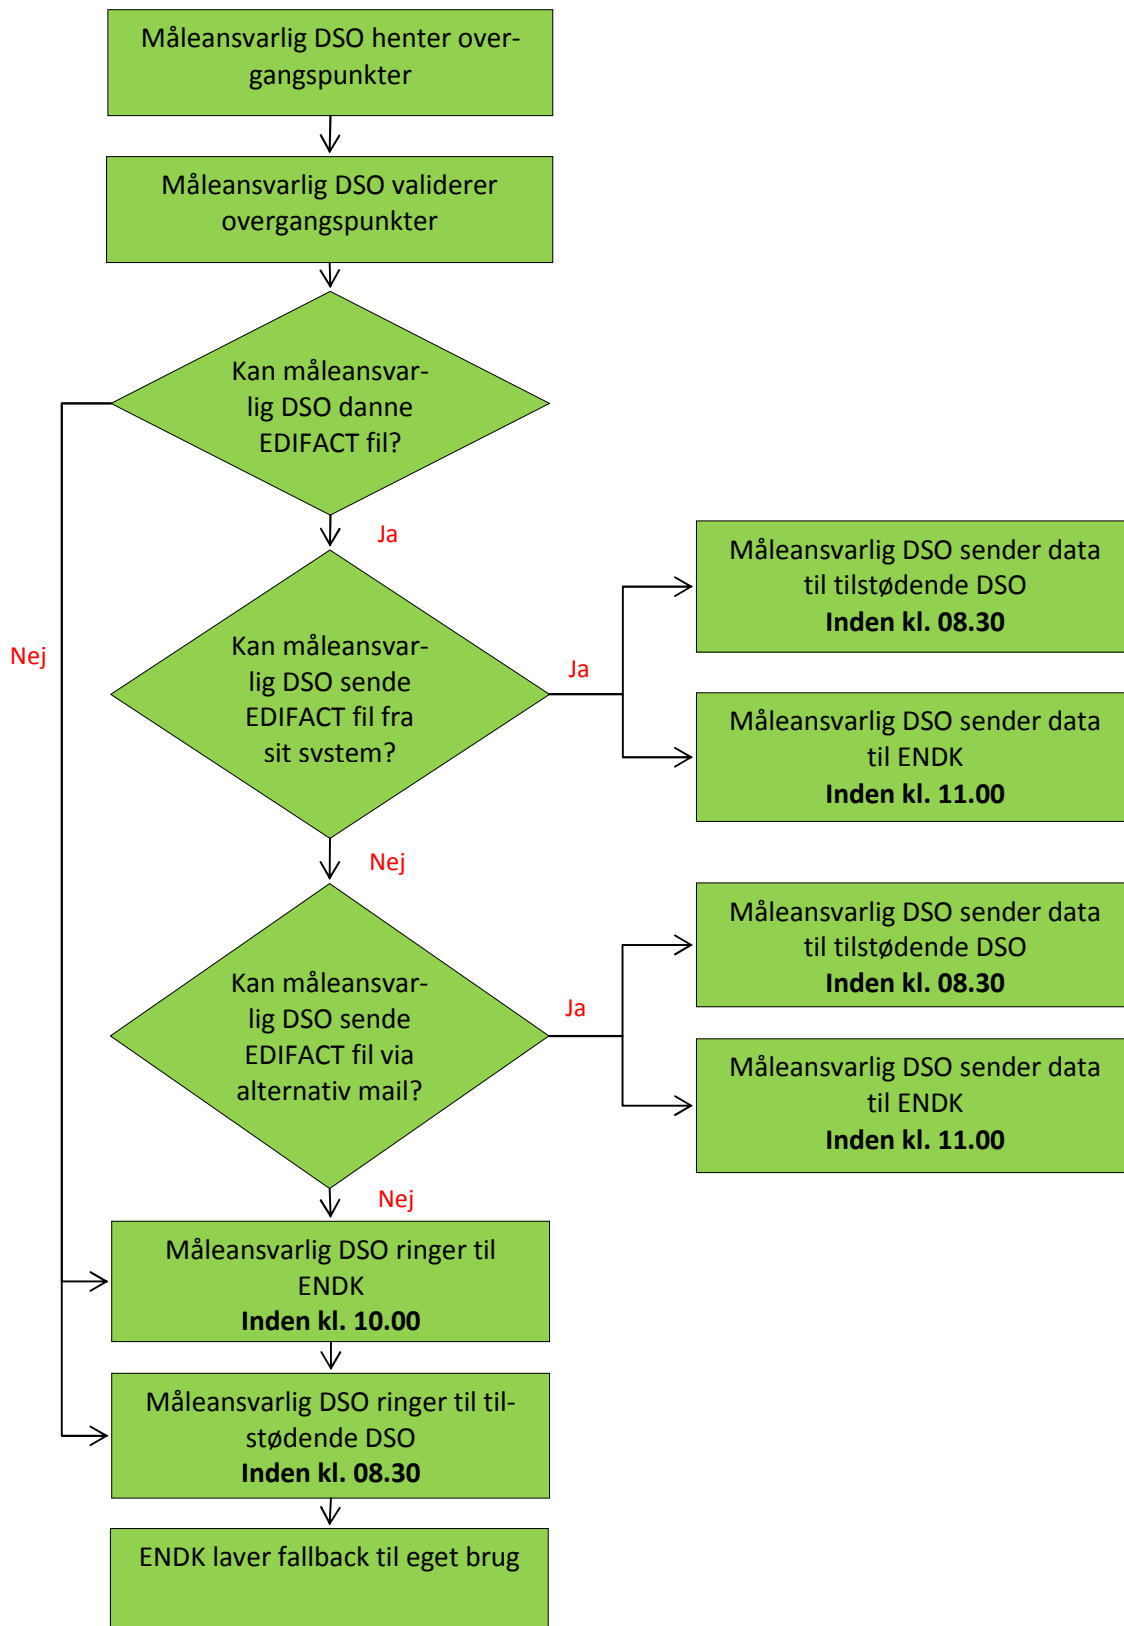 Måleansvarlig DSO henter over-
gangspunkter
Måleansvarlig DSO validerer
overgangspunkter
Kan måleansvar-
lig DSO danne
EDIFACT fil?
Ja
Nej
Kan måleansvar-
lig DSO sende
EDIFACT fil fra
sit system?
Ja
Måleansvarlig DSO sender data
til tilstødende DSO
Inden kl. 08.30
Måleansvarlig DSO sender data
til ENDK
Inden kl. 11.00
Nej
Kan måleansvar-
lig DSO sende
EDIFACT fil via
alternativ mail?
Ja
Måleansvarlig DSO sender data
til tilstødende DSO
Inden kl. 08.30
Måleansvarlig DSO sender data
til ENDK
Inden kl. 11.00
Nej
Måleansvarlig DSO ringer til
ENDK
Inden kl. 10.00
Måleansvarlig DSO ringer til til-
stødende DSO
Inden kl. 08.30
ENDK laver fallback til eget brug